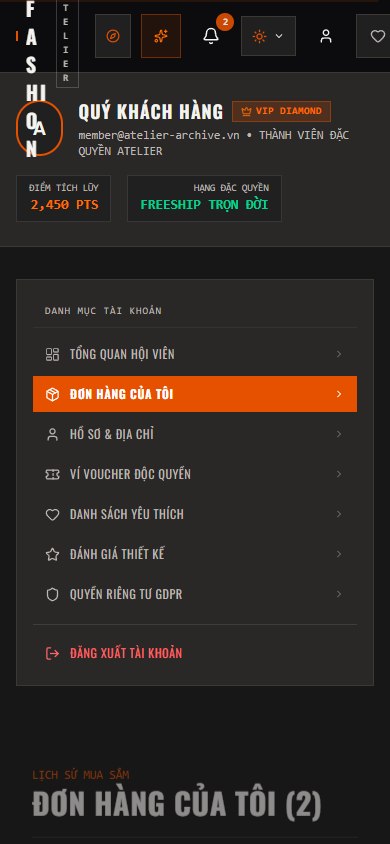 FASHION
ATELIER
2
A
QUÝ KHÁCH HÀNG
VIP DIAMOND
member@atelier-archive.vn • THÀNH VIÊN ĐẶC
QUYỀN ATELIER
ĐIỂM TÍCH LŨY
2,450 PTS
HẠNG ĐẶC QUYỀN
FREESHIP TRỌN ĐỜI
DANH MỤC TÀI KHOẢN
TỔNG QUAN HỘI VIÊN
ĐƠN HÀNG CỦA TÔI
HỒ SƠ & ĐỊA CHỈ
VÍ VOUCHER ĐỘC QUYỀN
DANH SÁCH YÊU THÍCH
ĐÁNH GIÁ THIẾT KẾ
QUYỀN RIÊNG TƯ GDPR
ĐĂNG XUẤT TÀI KHOẢN
LỊCH SỬ MUA SẮM
ĐƠN HÀNG CỦA TÔI (2)